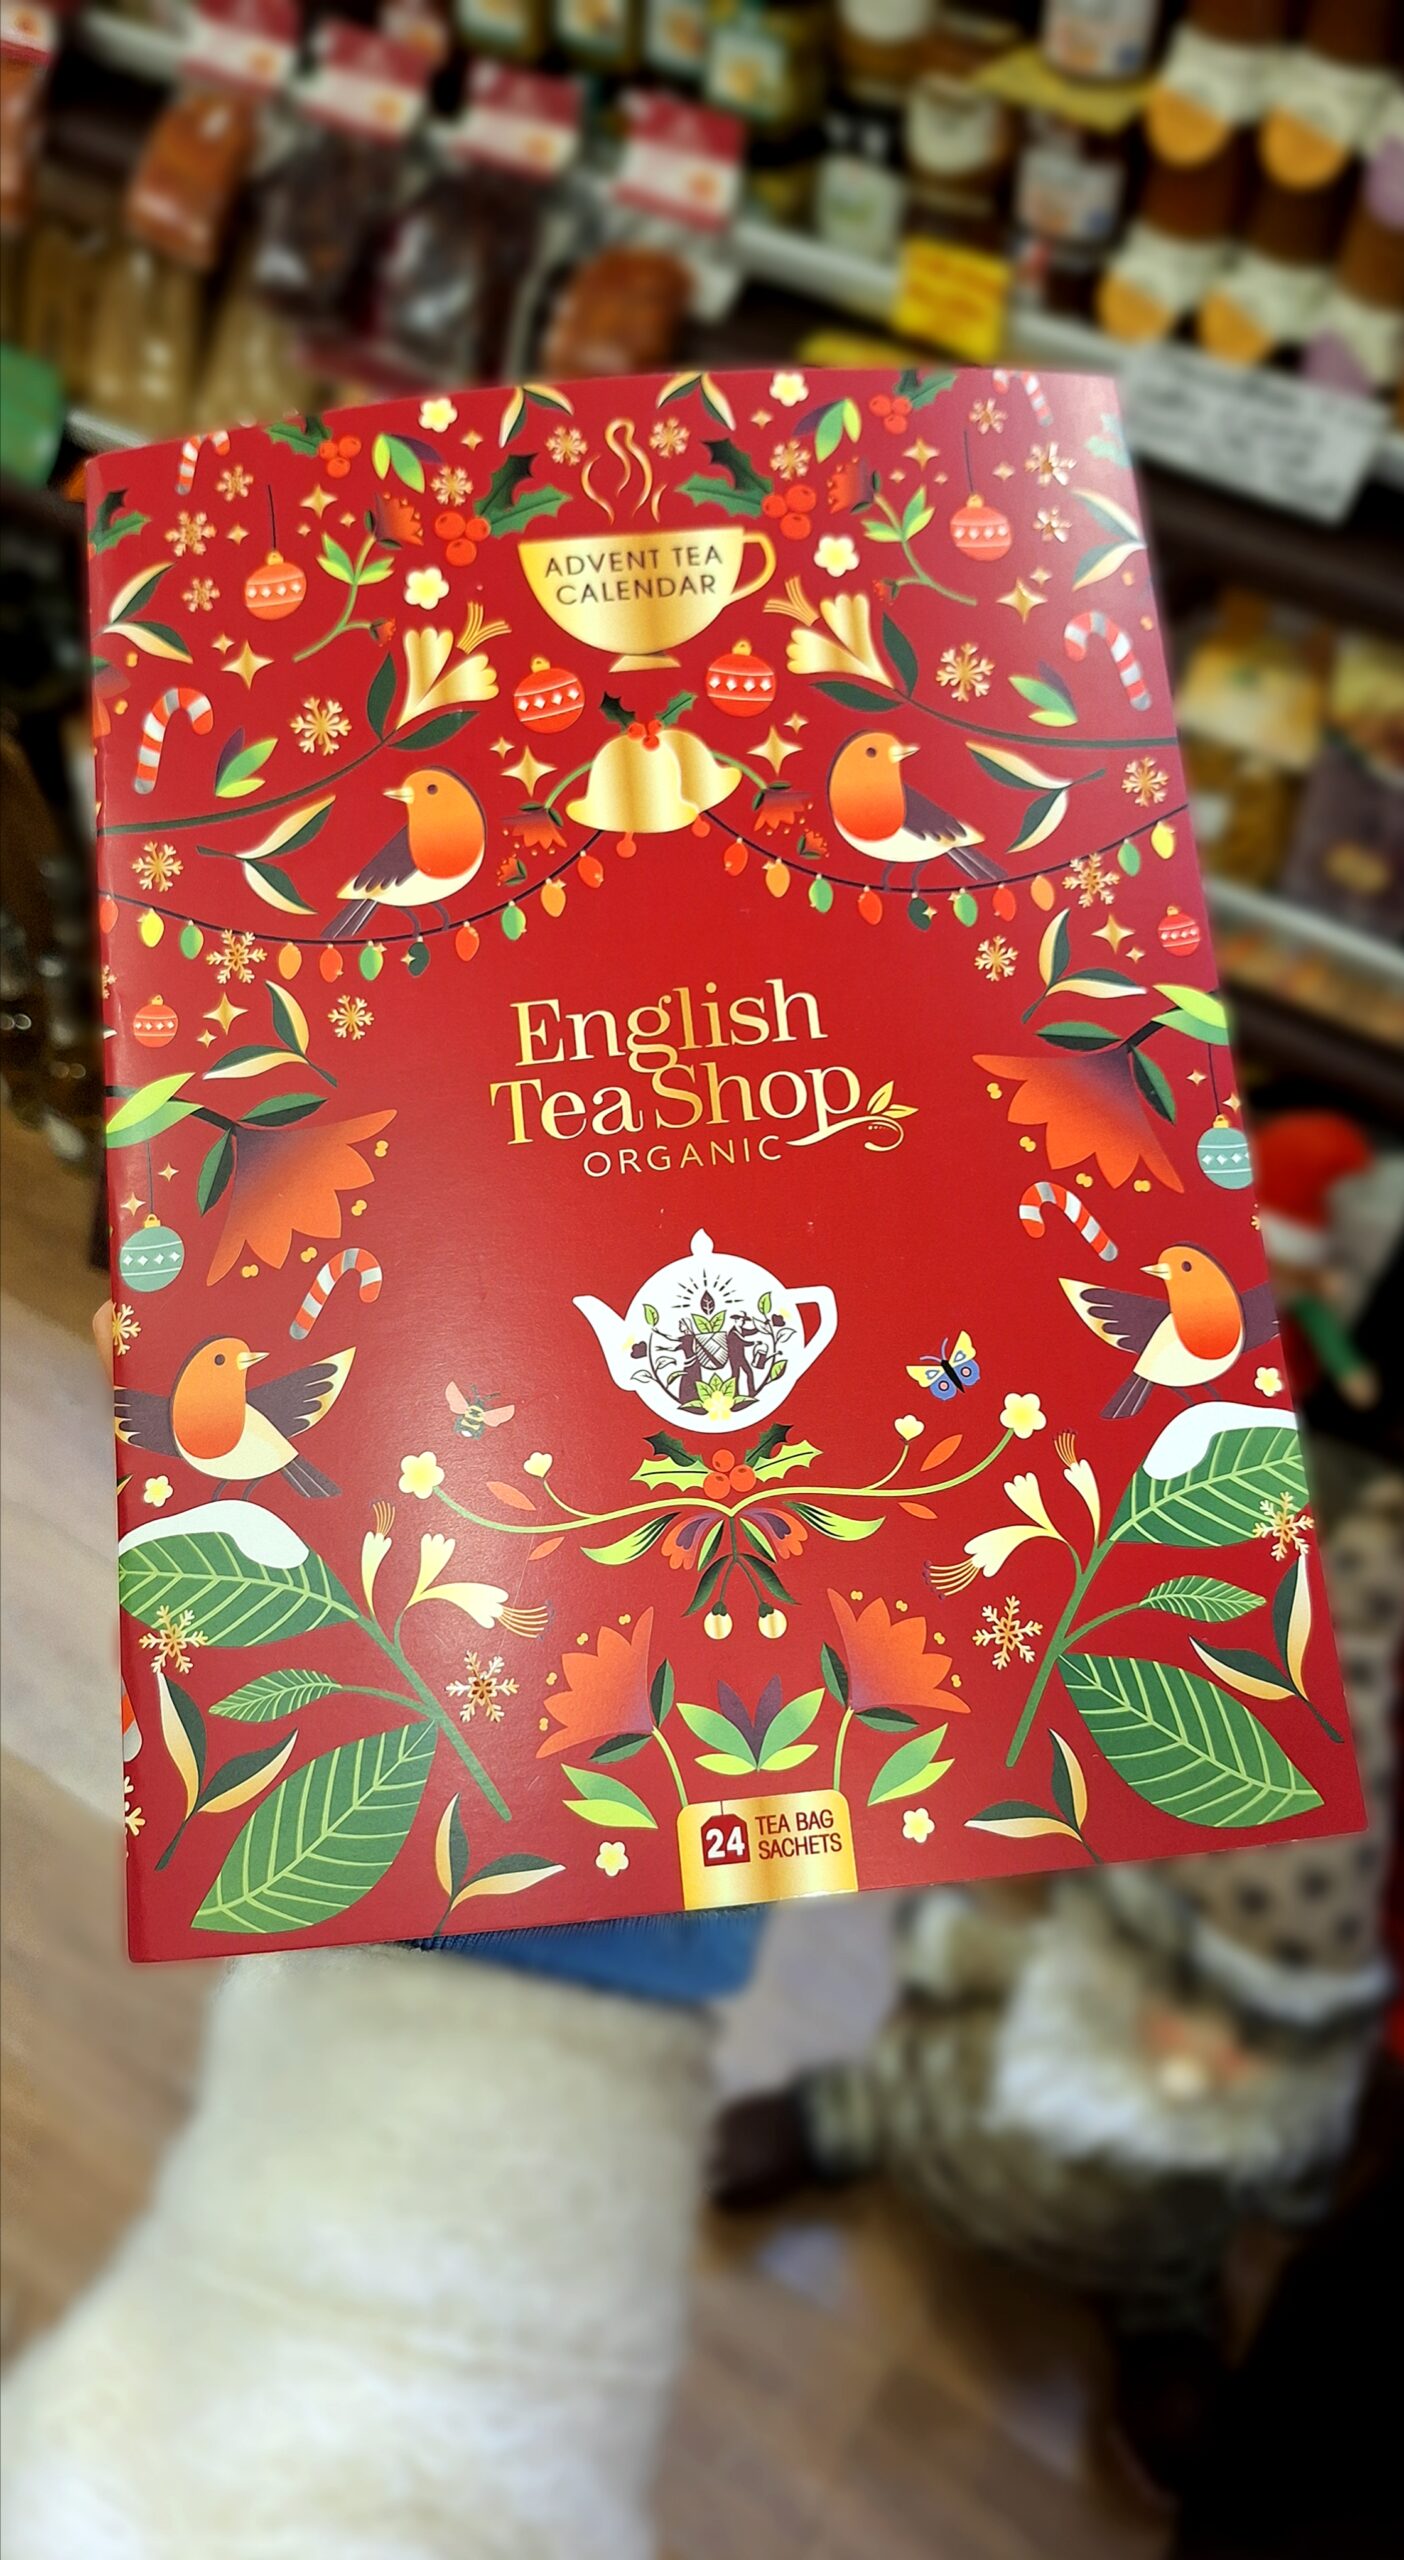 ADVENT TEA
CALENDAR
English
Tea Shop
ORGANIC
24
TEA BAG
SACHETS